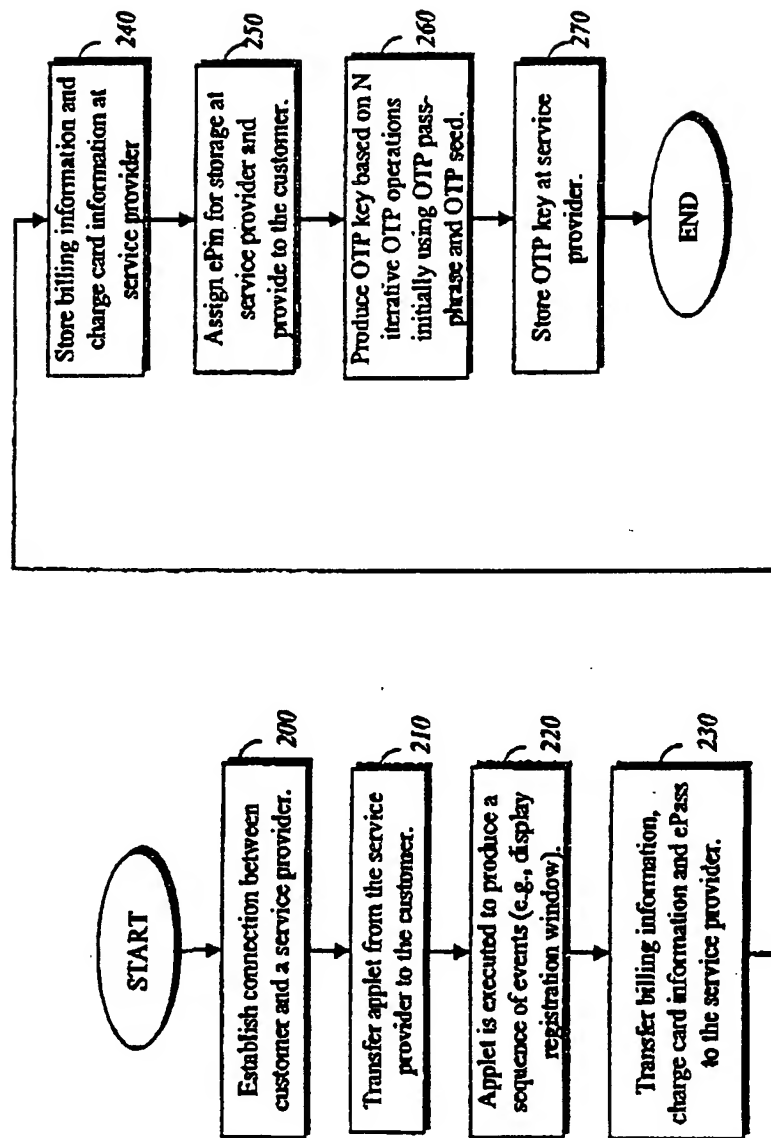 START
Establish connection between
customer and a service provider.
200
Transfer applet from the service
provider to the customer.
210
Applet is executed to produce a
sequence of events (e.g., display
registration window).
220
Transfer billing information,
charge card information and ePass
to the service provider.
230
Store billing information and
charge card information at
service provider
240
Assign ePin for storage at
service provider and
provide to the customer.
250
Produce OTP key based on N
iterative OTP operations
initially using OTP pass-
phrase and OTP seed.
260
Store OTP key at service
provider.
270
END